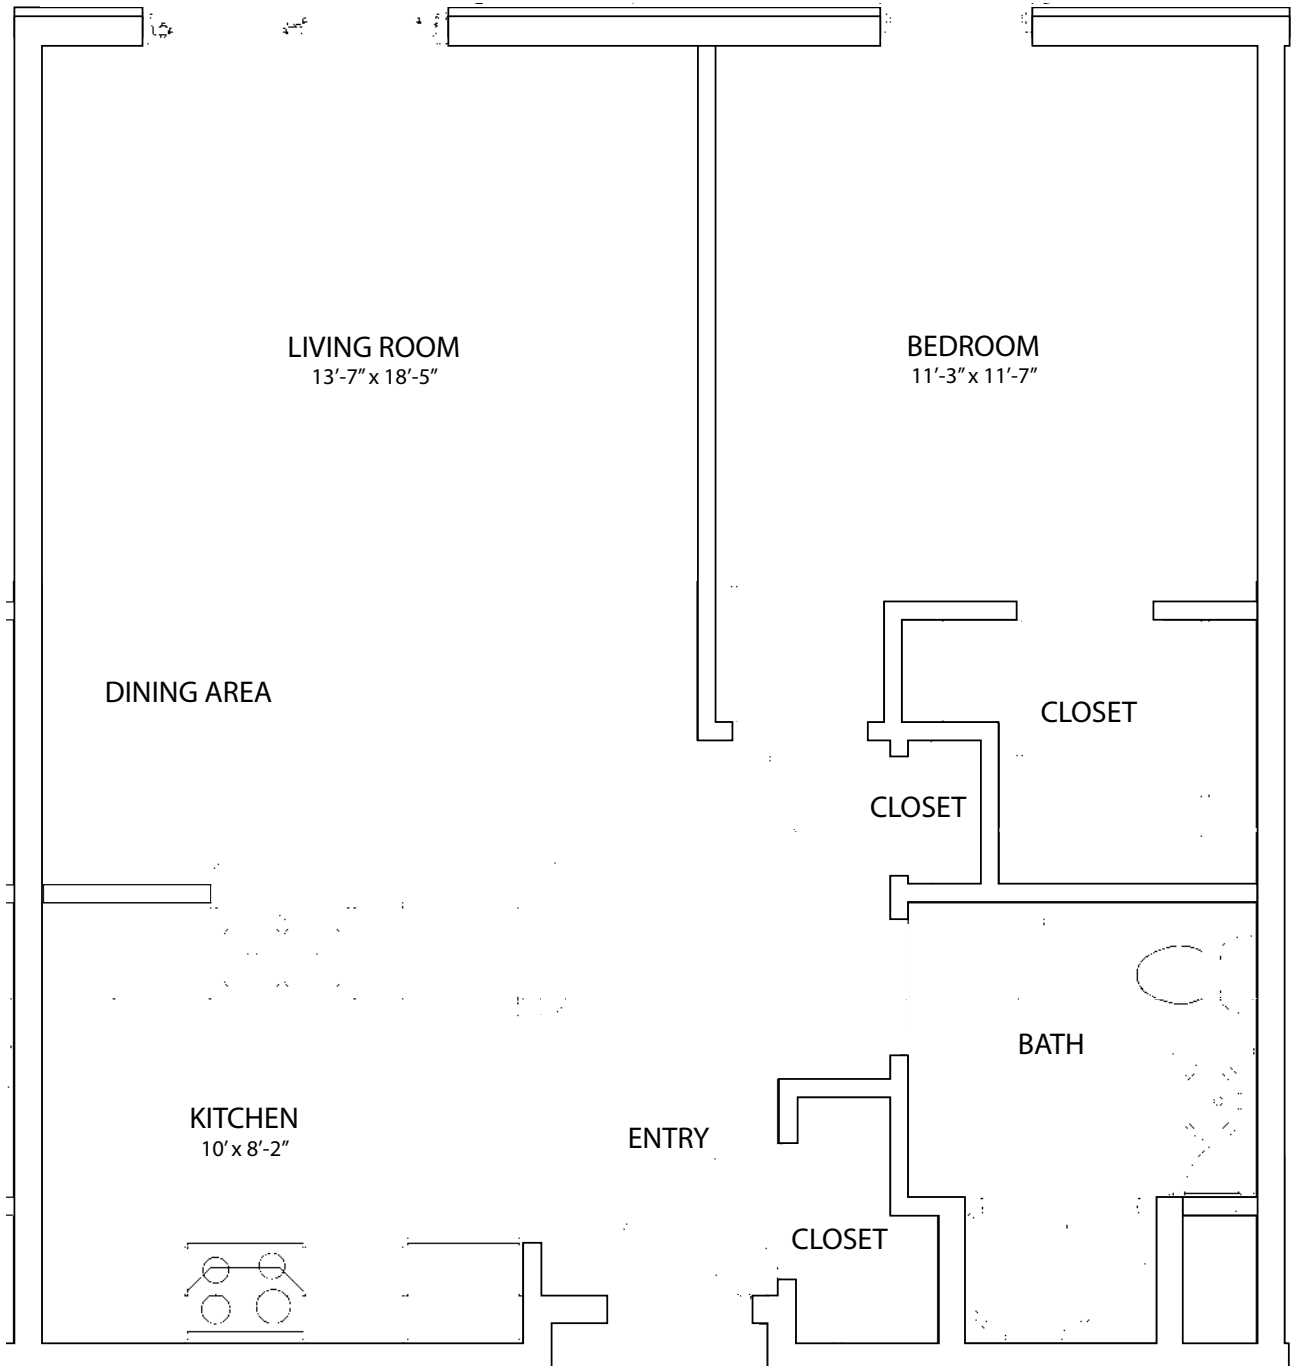 LIVING ROOM
13’-7” x 18’-5”
BEDROOM
11’-3” x 11’-7”
DINING AREA
CLOSET
CLOSET
BATH
KITCHEN
10’ x 8’-2”
ENTRY
CLOSET